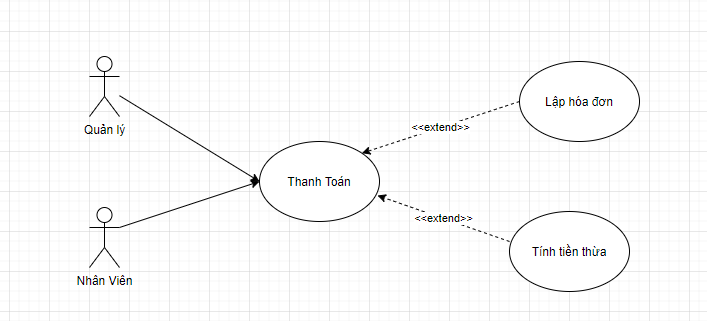 Quản lý
Nhân Viên
Thanh Toán
<<extend>>
<<extend>>
Lập hóa đơn
Tính tiền thừa